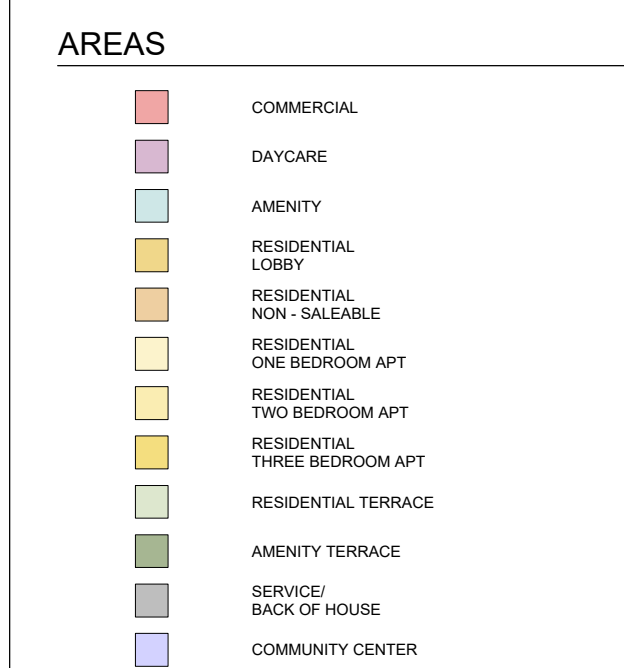 AREAS
COMMERCIAL
DAYCARE
AMENITY
RESIDENTIAL
LOBBY
RESIDENTIAL
NON - SALEABLE
RESIDENTIAL
ONE BEDROOM APT
RESIDENTIAL
TWO BEDROOM APT
RESIDENTIAL
THREE BEDROOM APT
RESIDENTIAL TERRACE
AMENITY TERRACE
SERVICE/
BACK OF HOUSE
COMMUNITY CENTER